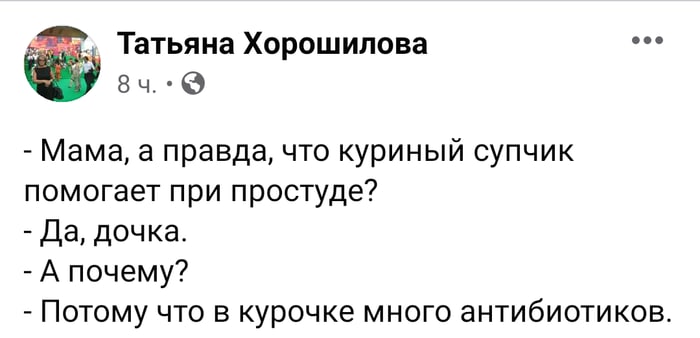 Татьяна Хорошилова
8 ч. ·
- Мама, а правда, что куриный супчик
помогает при простуде?
- Да, дочка.
- А почему?
- Потому что в курочке много антибиотиков.